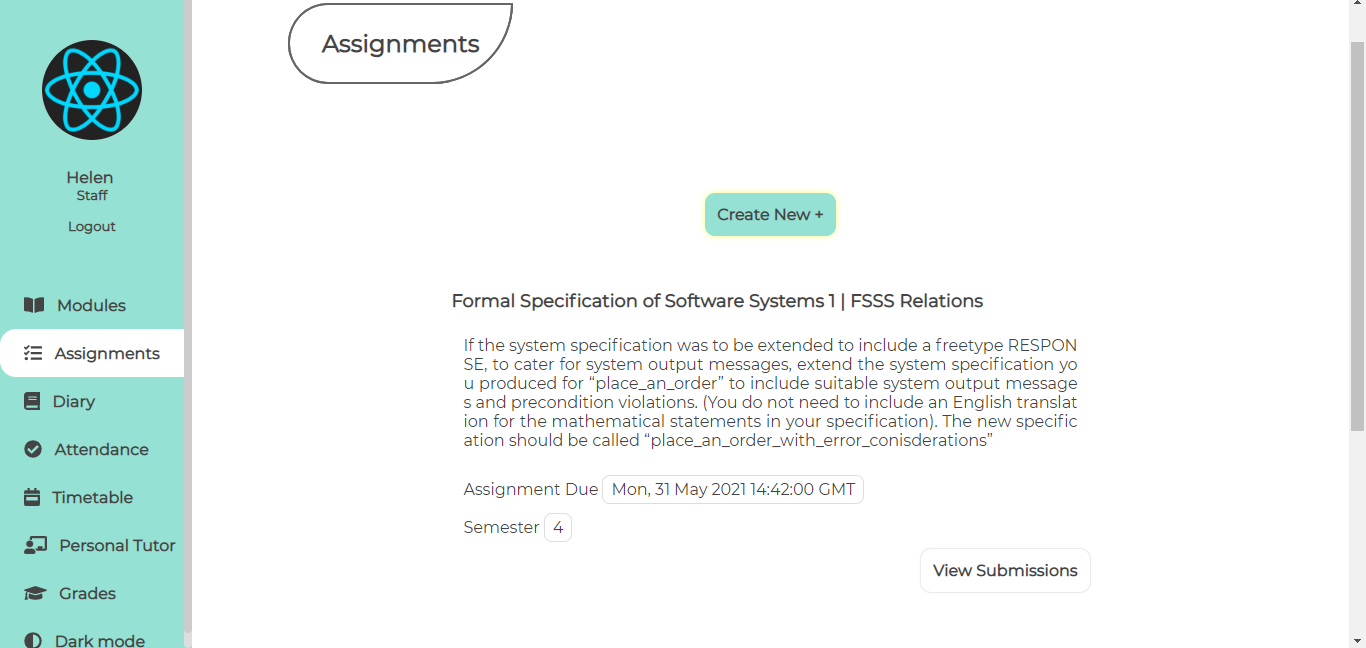 Assignments
Helen
Staff
Logout
Modules
Assignments
Diary
Attendance
Timetable
Personal Tutor
Grades
Dark mode
Create New +
Formal Specification of Software Systems 1 | FSSS Relations
If the system specification was to be extended to include a freetype RESPON
SE, to cater for system output messages, extend the system specification yo
u produced for “place_an_order” to include suitable system output message
s and precondition violations. (You do not need to include an English translat
ion for the mathematical statements in your specification). The new specific
ation should be called “place_an_order_with_error_conisderations”
Assignment Due Mon, 31 May 2021 14:42:00 GMT
Semester 4
View Submissions